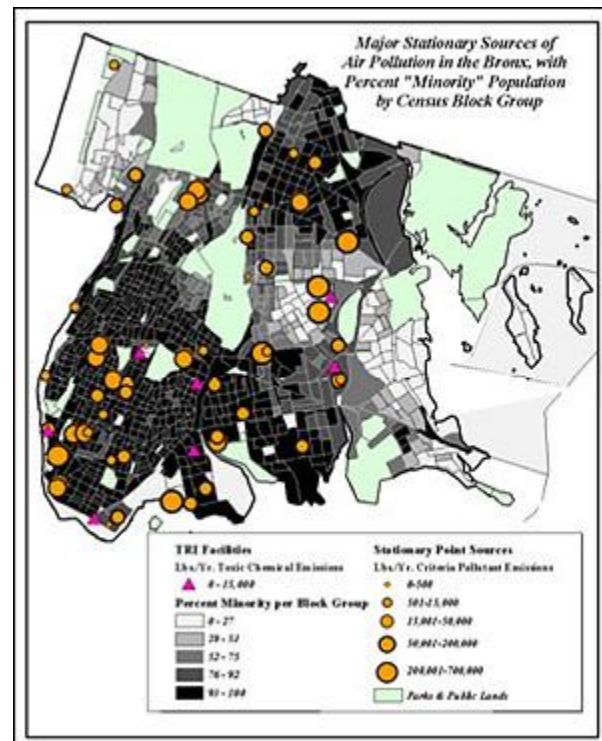 Major Stationary Sources of
Air Pollution in the Bronx, with
Percent "Minority" Population
by Census Block Group
TRI Facilities
Lbs/Yr. Toxic Chemical Emissions
0 - 15,000
Percent Minority per Block Group
0 - 27
28 - 51
52 - 75
76 - 92
93 - 100
Stationary Point Sources
Lbs/Yr. Criteria Pollutant Emissions
0-500
501-15,000
15,001-50,000
50,001-200,000
200,001-700,000
Parks & Public Lands